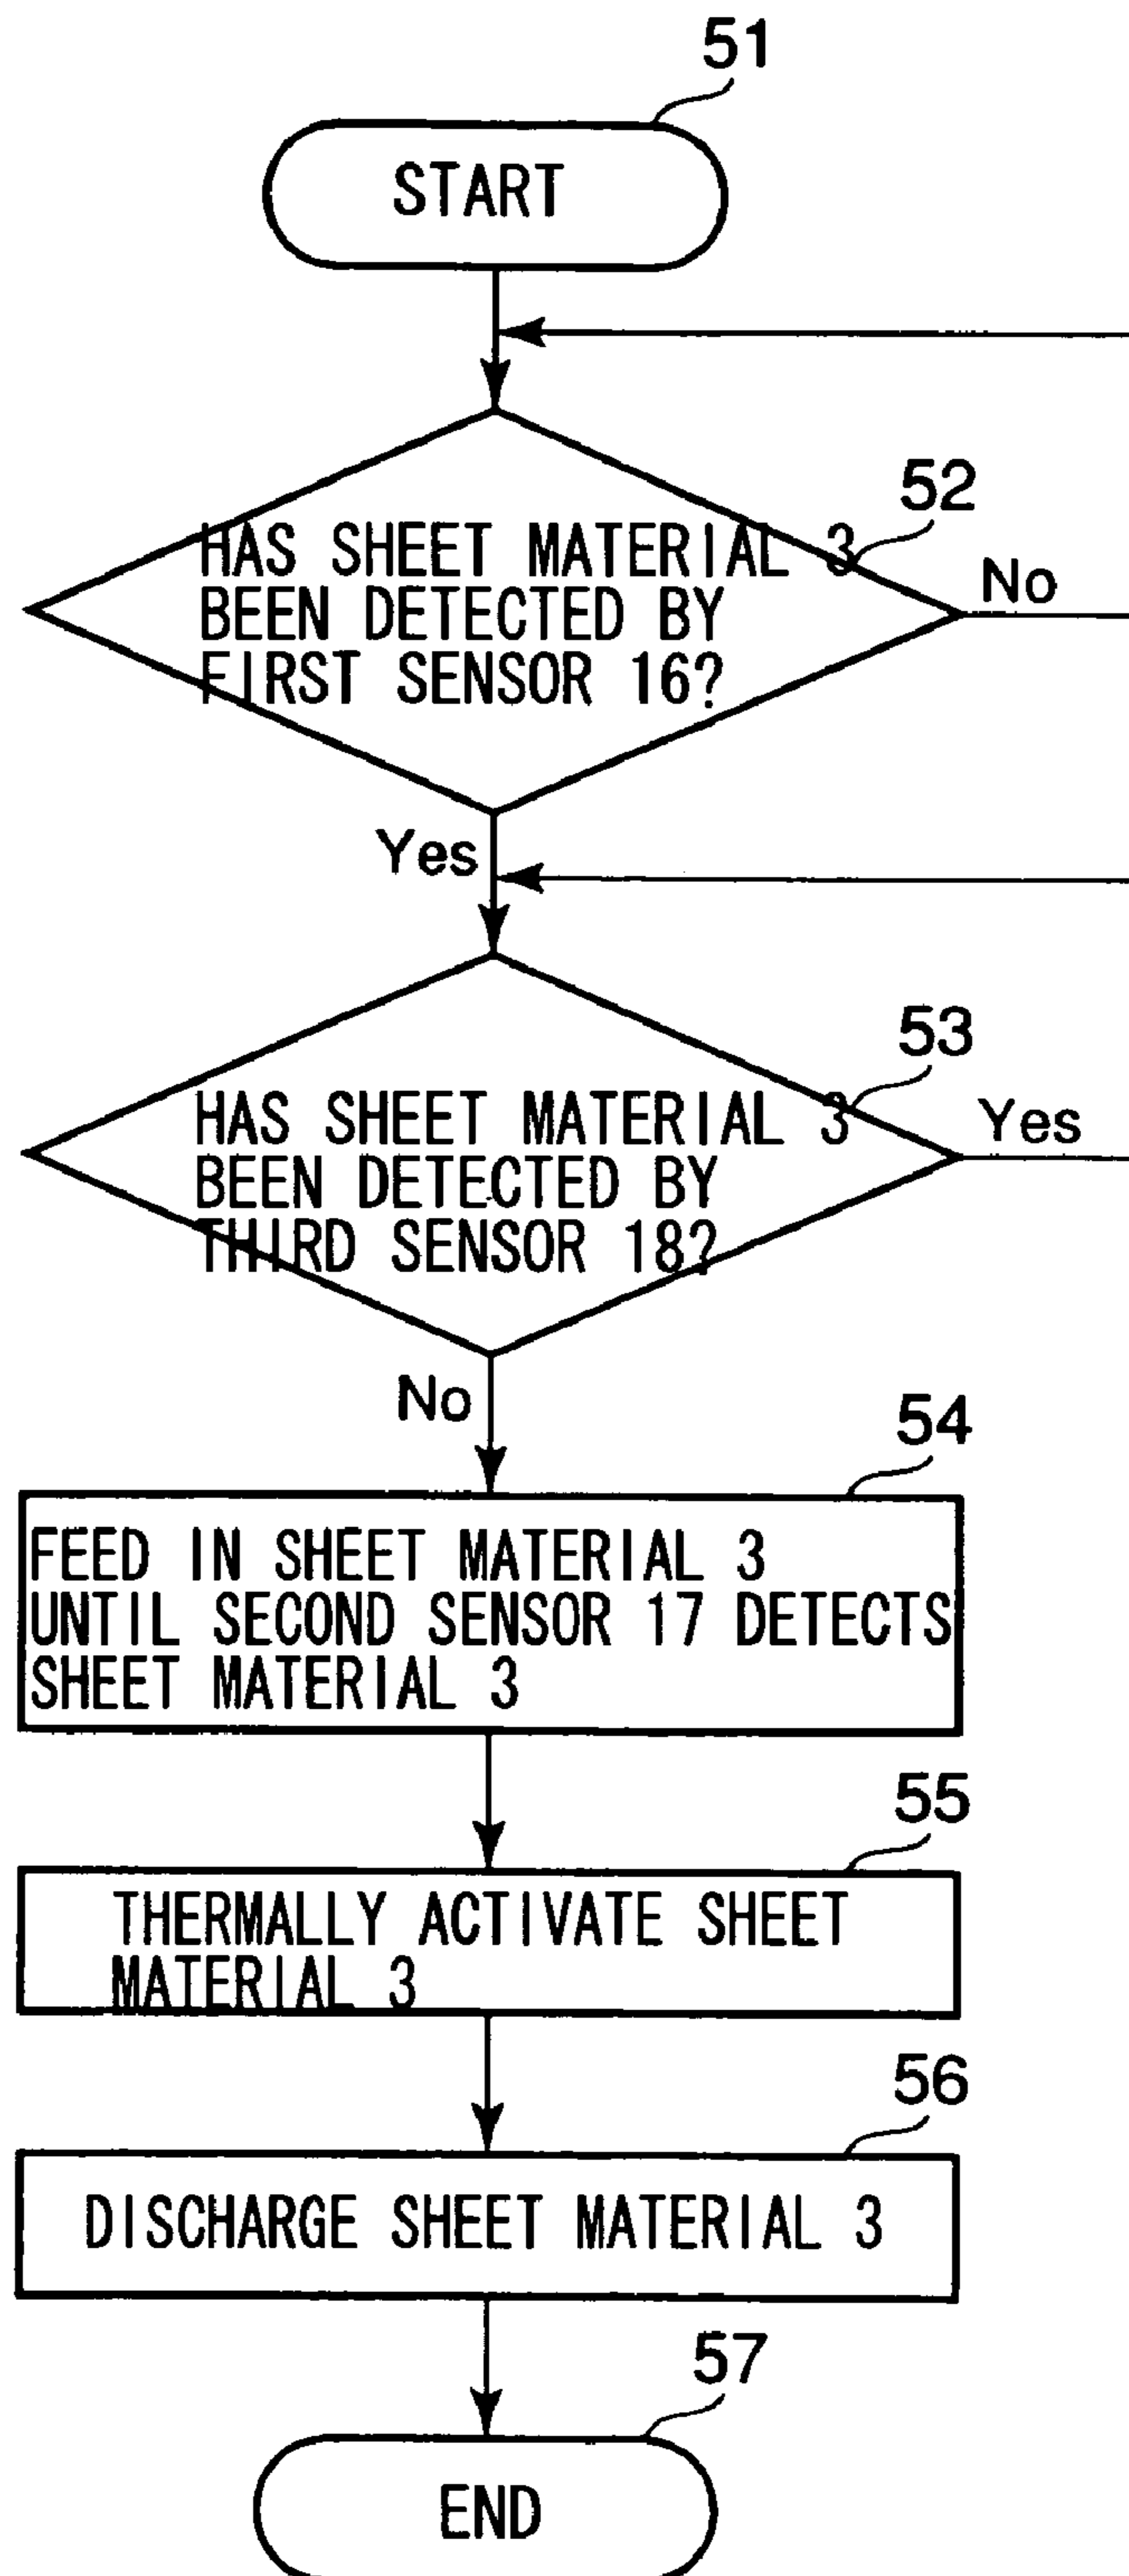 51
START
52
HAS SHEET MATERIAL 3
BEEN DETECTED BY
FIRST SENSOR 16?
No
Yes
53
HAS SHEET MATERIAL 3
BEEN DETECTED BY
THIRD SENSOR 18?
Yes
No
54
FEED IN SHEET MATERIAL 3
UNTIL SECOND SENSOR 17 DETECTS
SHEET MATERIAL 3
55
THERMALLY ACTIVATE SHEET
MATERIAL 3
56
DISCHARGE SHEET MATERIAL 3
57
END